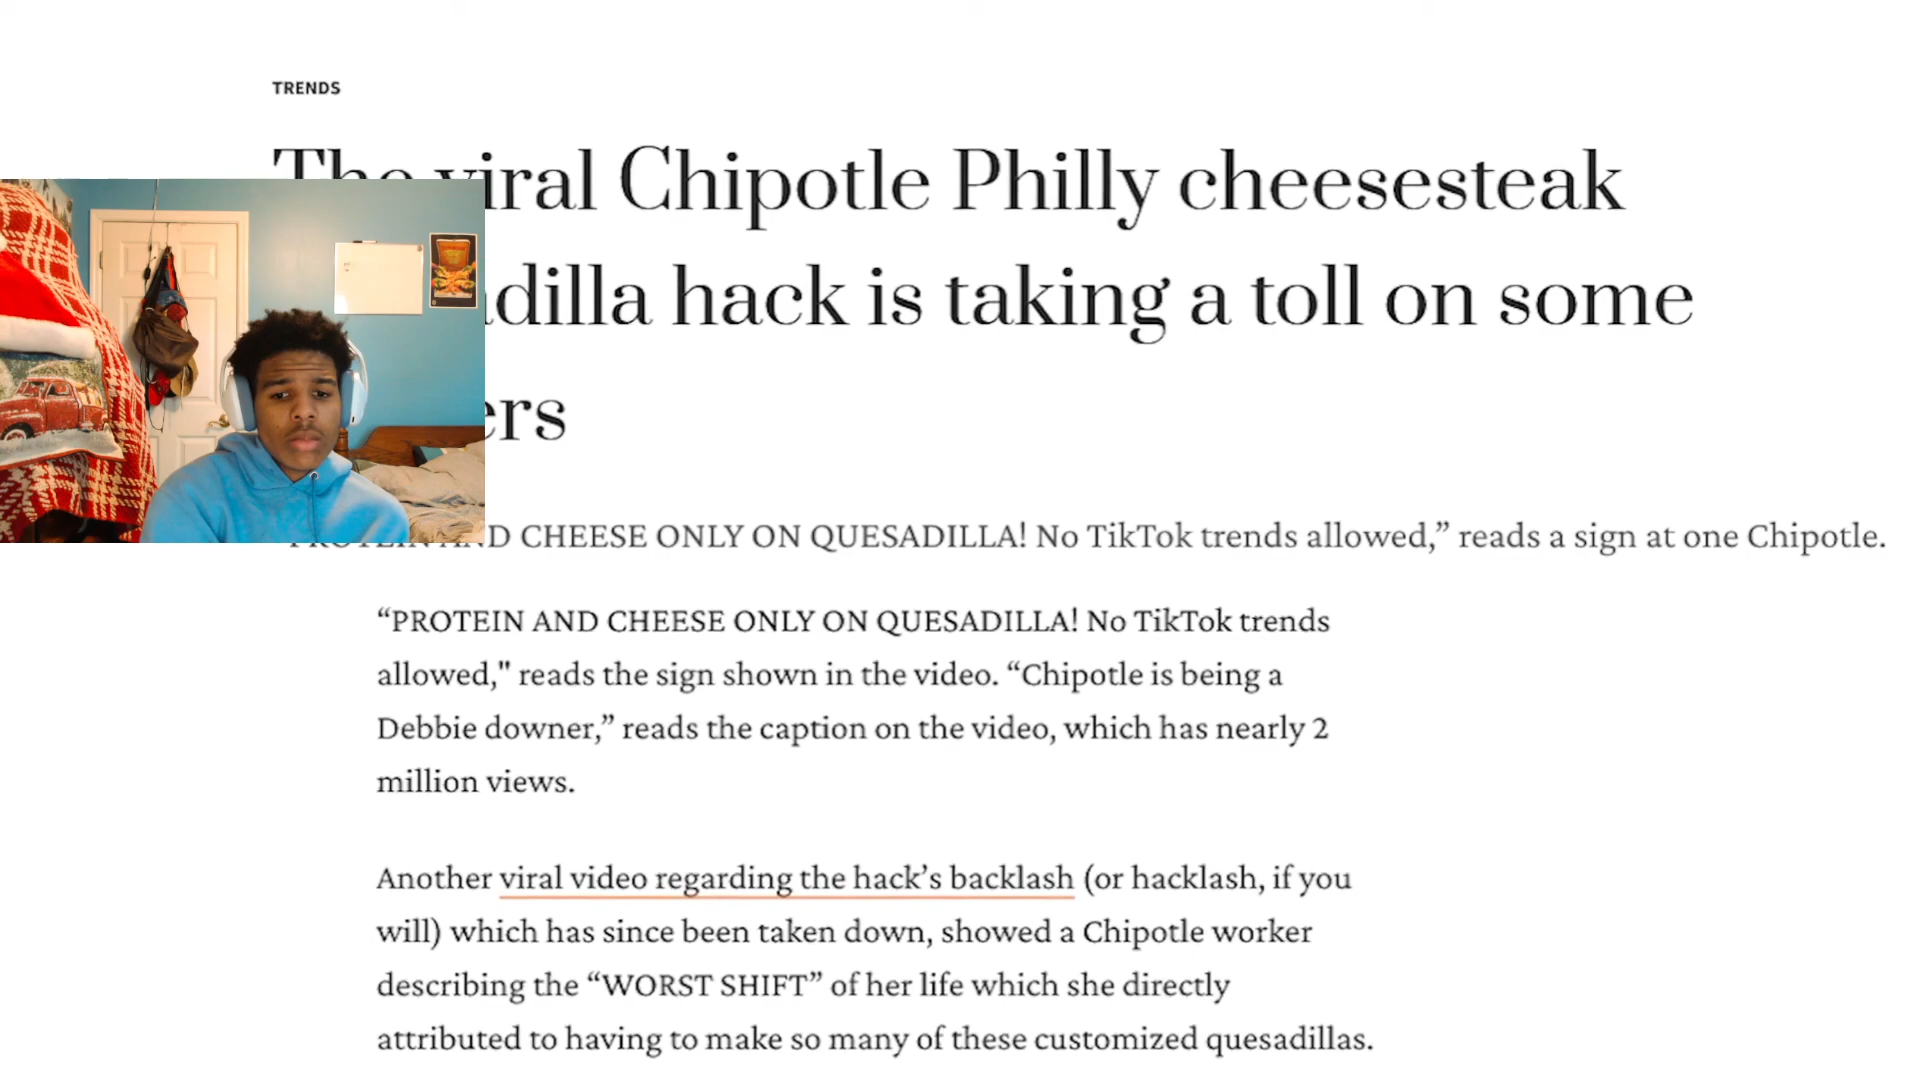 TRENDS
The viral Chipotle Philly cheesesteak
adilla hack is taking a toll on some
ers
PROTEIN AND CHEESE ONLY ON QUESADILLA! No TikTok trends allowed,” reads a sign at one Chipotle.
“PROTEIN AND CHEESE ONLY ON QUESADILLA! No TikTok trends
allowed," reads the sign shown in the video. “Chipotle is being a
Debbie downer,” reads the caption on the video, which has nearly 2
million views.
Another viral video regarding the hack’s backlash (or hacklash, if you
will) which has since been taken down, showed a Chipotle worker
describing the “WORST SHIFT” of her life which she directly
attributed to having to make so many of these customized quesadillas.